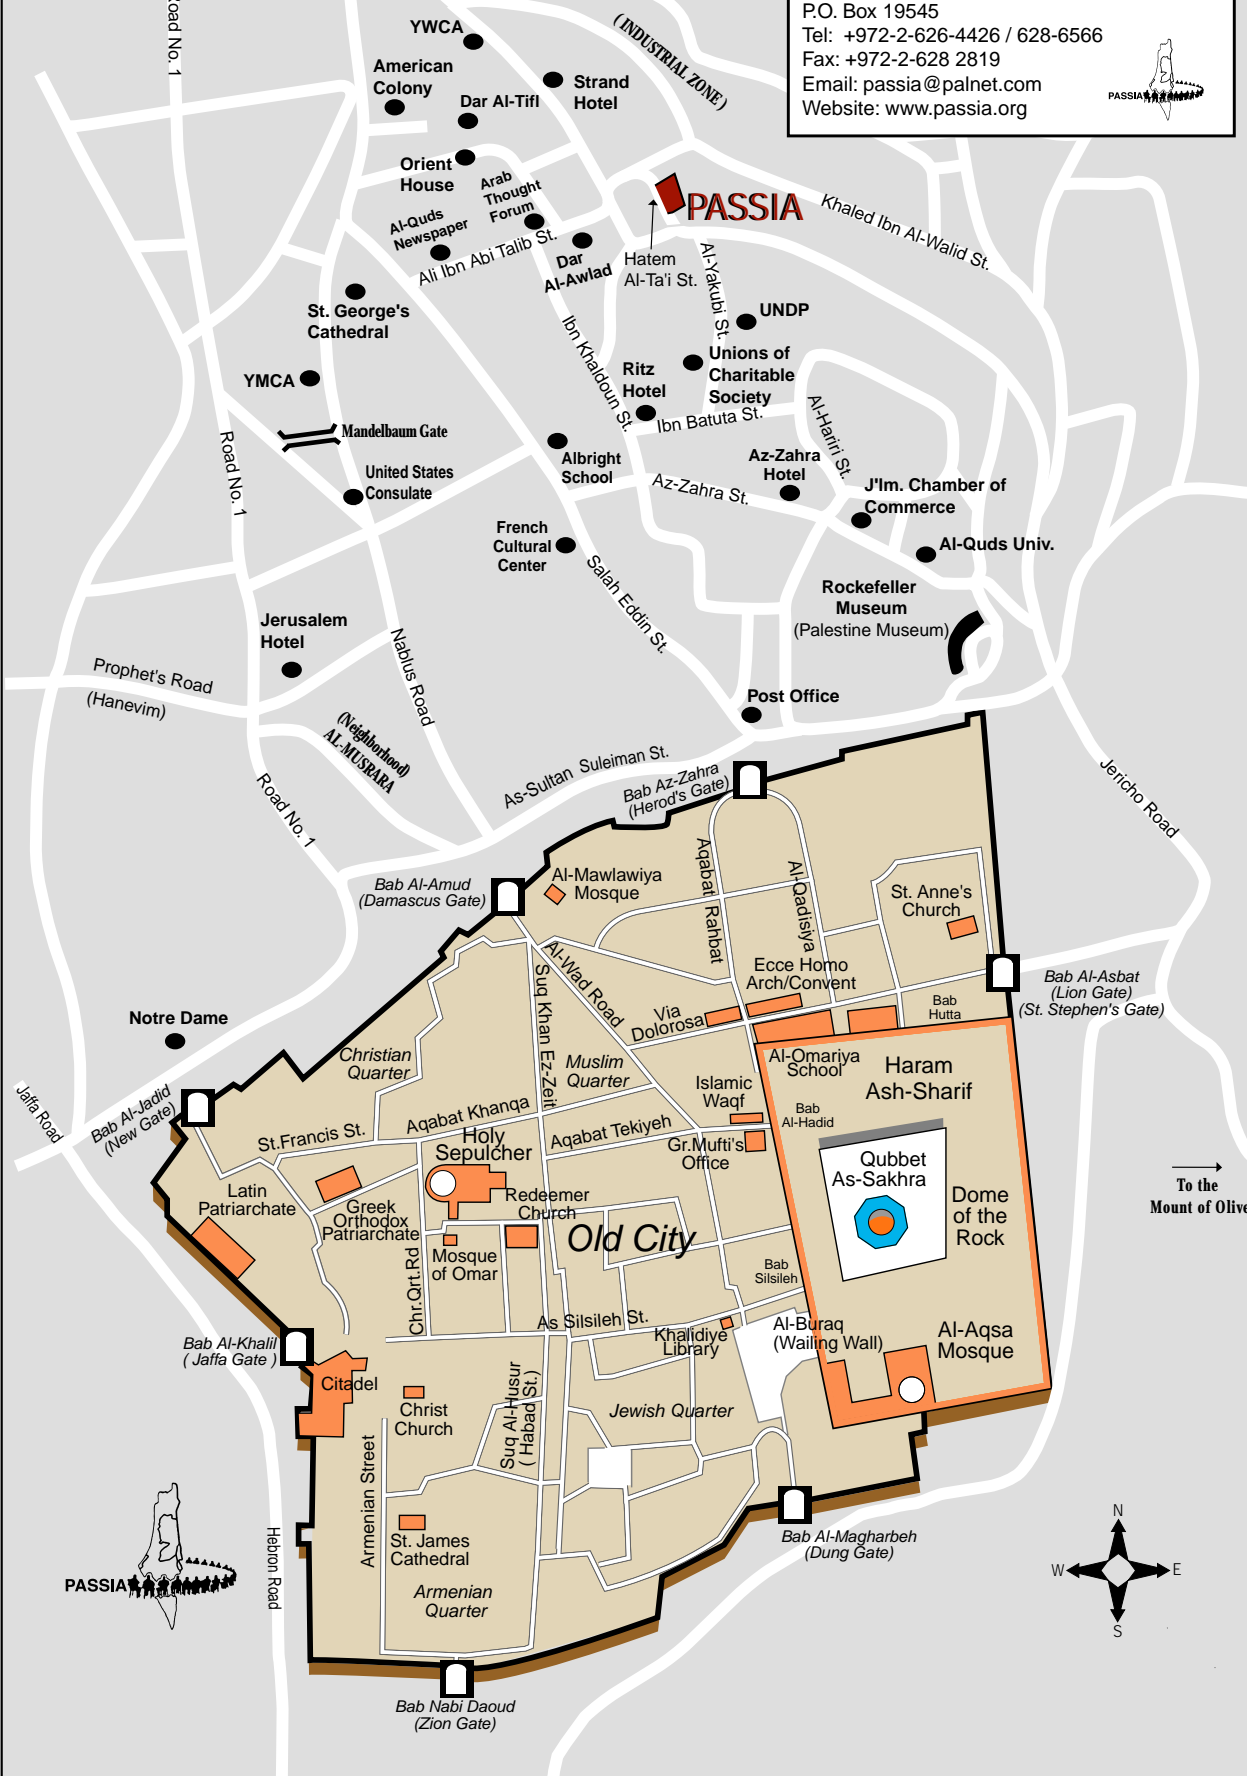 P.O. Box 19545
Tel: +972-2-626-4426 / 628-6566
Fax: +972-2-628 2819
Email: passia@palnet.com
Website: www.passia.org
PASSIA
Road No. 1
YWCA
(INDUSTRIAL ZONE)
American
Colony
Strand
Hotel
Dar Al-Tifl
Orient
House
Arab
Thought
Forum
PASSIA
Khaled Ibn Al-Walid St.
Al-Quds
Newspaper
Ali Ibn Abi Talib St.
Dar
Al-Awlad
Hatem
Al-Ta'i St.
Al-Yakubi St.
St. George's
Cathedral
UNDP
Ibn Khaldoun St.
Unions of
Charitable
Society
Ritz
Hotel
YMCA
Ibn Batuta St.
Al-Hariri St.
Mandelbaum Gate
Road No. 1
Albright
School
Az-Zahra
Hotel
United States
Consulate
Az-Zahra St.
J'lm. Chamber of
Commerce
French
Cultural
Center
Al-Quds Univ.
Salah Eddin St.
Rockefeller
Museum
(Palestine Museum)
Jerusalem
Hotel
Nablus Road
Prophet's Road
(Hanevim)
Post Office
(Neighborhood)
AL-MUSRARA
As-Sultan Suleiman St.
Bab Az-Zahra
(Herod's Gate)
Road No. 1
Jericho Road
Bab Al-Amud
(Damascus Gate)
Al-Mawlawiya
Mosque
Aqabat Rahbat
Al-Qadisiya
St. Anne's
Church
Al-Wad Road
Suq Khan Ez-Zeit
Ecce Homo
Arch/Convent
Via
Dolorosa
Bab
Hutta
Bab Al-Asbat
(Lion Gate)
(St. Stephen's Gate)
Notre Dame
Christian
Quarter
Muslim
Quarter
Al-Omariya
School
Haram
Ash-Sharif
Islamic
Waqf
Bab
Al-Hadid
Jaffa Road
Bab Al-Jadid
(New Gate)
St.Francis St.
Aqabat Khanqa
Aqabat Tekiyeh
Holy
Sepulcher
Gr.Mufti's
Office
Qubbet
As-Sakhra
Latin
Patriarchate
Greek
Orthodox
Patriarchate
Redeemer
Church
Dome
of the
Rock
To the
Mount of Olive
Old City
Mosque
of Omar
Chr.Qrt.Rd
Bab
Silsileh
As Silsileh St.
Khalidiye
Library
Al-Buraq
(Wailing Wall)
Al-Aqsa
Mosque
Bab Al-Khalil
( Jaffa Gate )
Citadel
Christ
Church
Suq Al-Husur
( Habad St.)
Jewish Quarter
Armenian Street
Hebron Road
St. James
Cathedral
Bab Al-Magharbeh
(Dung Gate)
PASSIA
Armenian
Quarter
N
W
E
S
Bab Nabi Daoud
(Zion Gate)